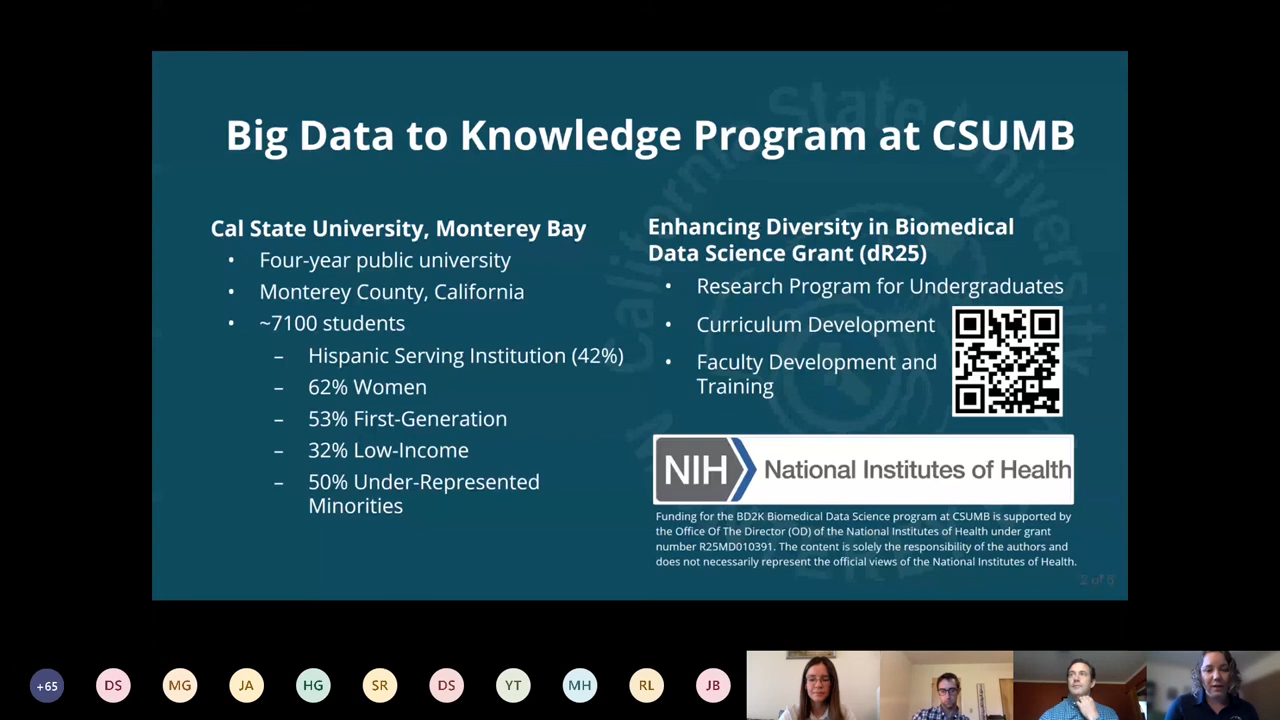 Big Data to Knowledge Program at CSUMB
Cal State University, Monterey Bay
• Four-year public university
• Monterey County, California
• ~7100 students
– Hispanic Serving Institution (42%)
– 62% Women
– 53% First-Generation
– 32% Low-Income
– 50% Under-Represented
Minorities
Enhancing Diversity in Biomedical
Data Science Grant (dR25)
• Research Program for Undergraduates
• Curriculum Development
• Faculty Development and
Training
NIH National Institutes of Health
Funding for the BD2K Biomedical Data Science program at CSUMB is supported by
the Office Of The Director (OD) of the National Institutes of Health under grant
number R25MD010391. The content is solely the responsibility of the authors and
does not necessarily represent the official views of the National Institutes of Health.
2 of 5
+65
DS
MG
JA
HG
SR
DS
YT
MH
RL
JB